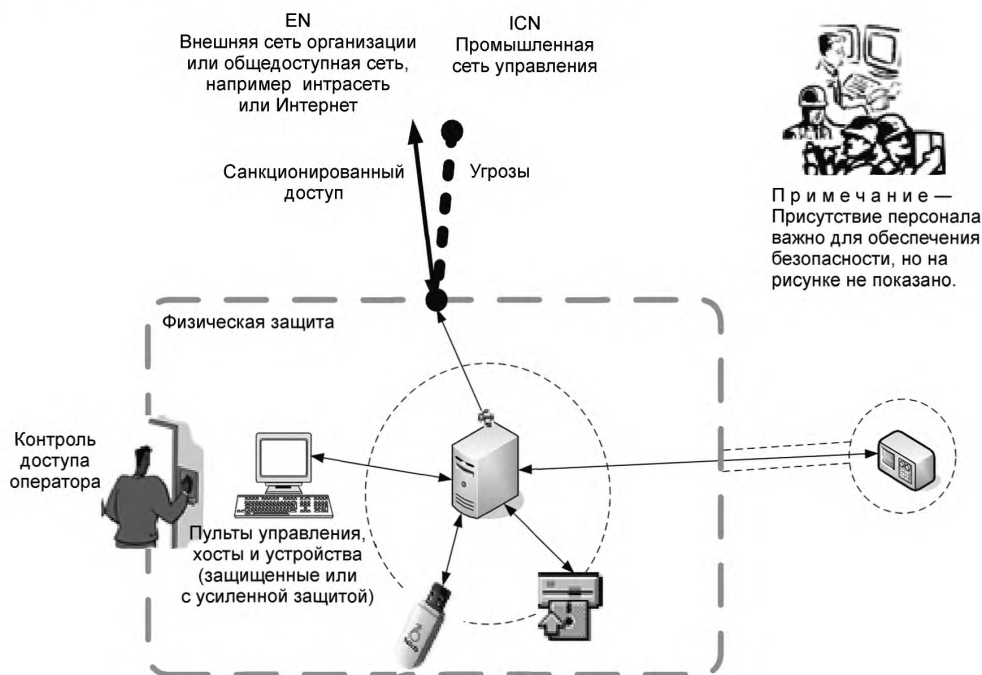 EN
Внешняя сеть организации
или общедоступная сеть,
например интрасеть
или Интернет
ICN
Промышленная
сеть управления
Санкционированный
доступ
Угрозы
П р и м е ч а н и е —
Присутствие персонала
важно для обеспечения
безопасности, но на
рисунке не показано.
Физическая защита
Контроль
доступа
оператора
Пульты управления,
хосты и устройства
(защищенные или
с усиленной защитой)